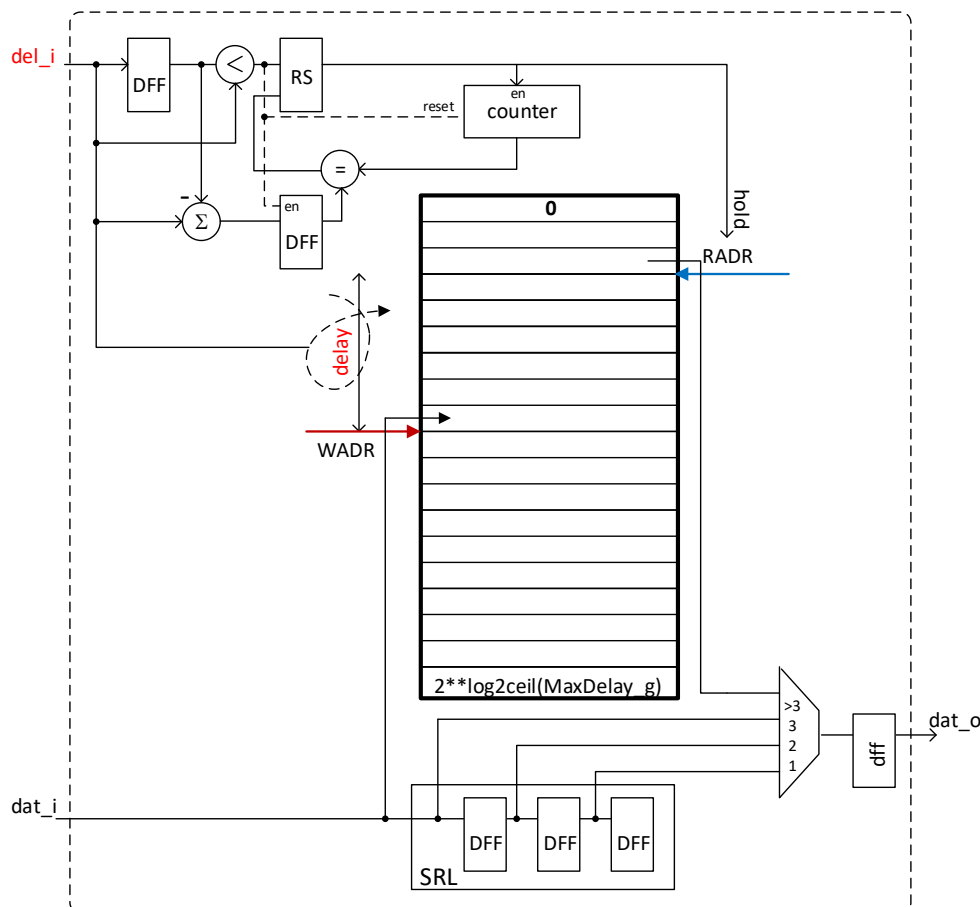 del_i
DFF
<
RS
en
counter
reset
=
-
Σ
en
DFF
0
hold
RADR
delay
WADR
2**log2ceil(MaxDelay_g)
>3
3
2
1
dff
dat_o
dat_i
DFF
DFF
DFF
SRL